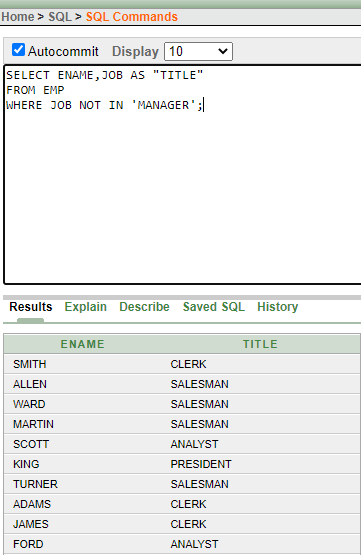 Home > SQL > SQL Commands
Autocommit Display 10
SELECT ENAME,JOB AS "TITLE"
FROM EMP
WHERE JOB NOT IN 'MANAGER';
Results Explain Describe Saved SQL History
ENAME TITLE
SMITH CLERK
ALLEN SALESMAN
WARD SALESMAN
MARTIN SALESMAN
SCOTT ANALYST
KING PRESIDENT
TURNER SALESMAN
ADAMS CLERK
JAMES CLERK
FORD ANALYST